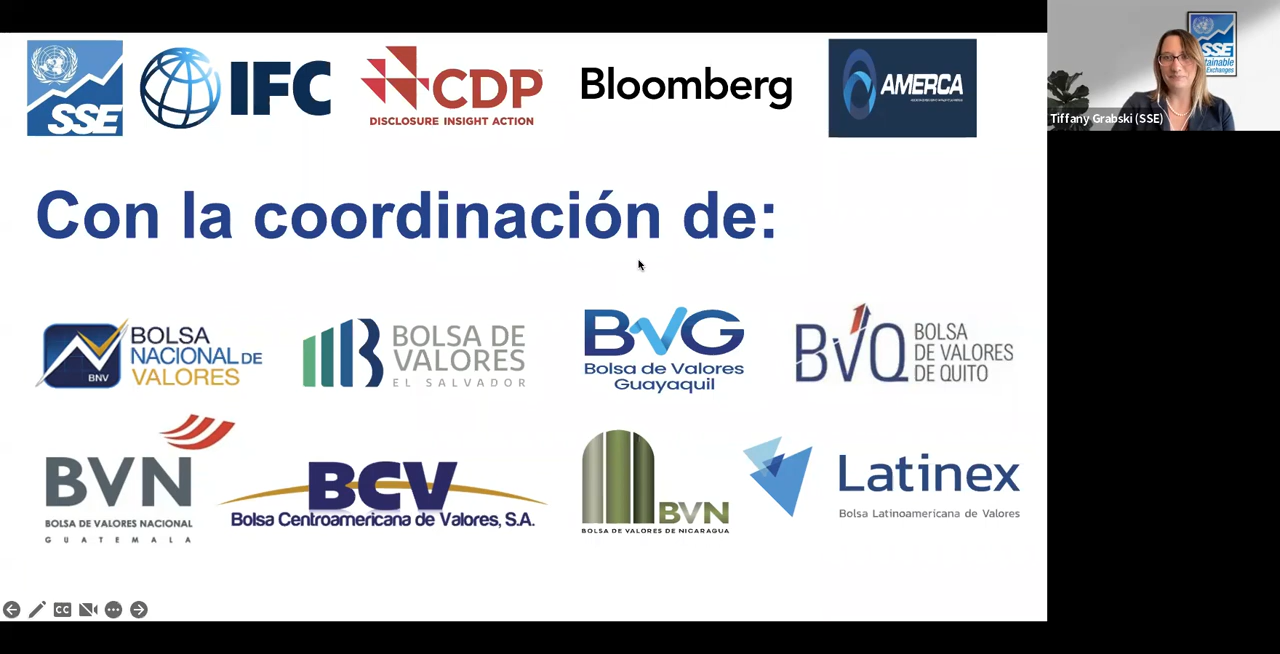 SSE
IFC
CDP
DISCLOSURE INSIGHT ACTION
Bloomberg
AMERCA
SSE
Exchanges
Tiffany Grabski (SSE)
Con la coordinación de:
BNV
BOLSA
NACIONAL DE
VALORES
BOLSA DE
VALORES
EL SALVADOR
BVG
Bolsa de Valores
Guayaquil
BVQ
BOLSA
DE VALORES
DE QUITO
BVN
BOLSA DE VALORES NACIONAL
GUATEMALA
BCV
Bolsa Centroamericana de Valores, S.A.
BVN
BOLSA DE VALORES DE NICARAGUA
Latinex
Bolsa Latinoamericana de Valores
CC